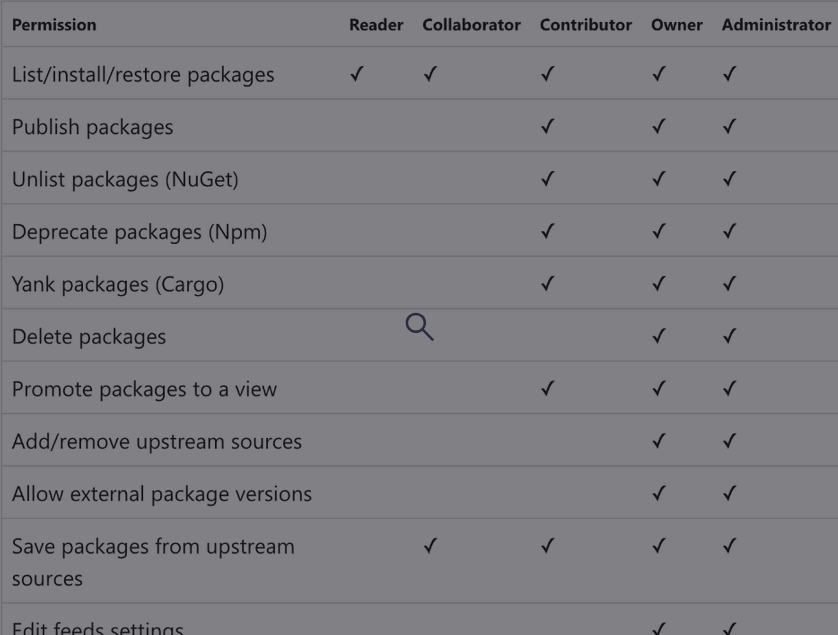 Permission Reader Collaborator Contributor Owner Administrator
List/install/restore packages ✓ ✓ ✓ ✓ ✓
Publish packages ✓ ✓ ✓
Unlist packages (NuGet) ✓ ✓ ✓
Deprecate packages (Npm) ✓ ✓ ✓
Yank packages (Cargo) ✓ ✓ ✓
Delete packages ✓ ✓
Promote packages to a view ✓ ✓ ✓
Add/remove upstream sources ✓ ✓
Allow external package versions ✓ ✓
Save packages from upstream ✓ ✓ ✓ ✓
sources
Edit feeds settings ✓ ✓